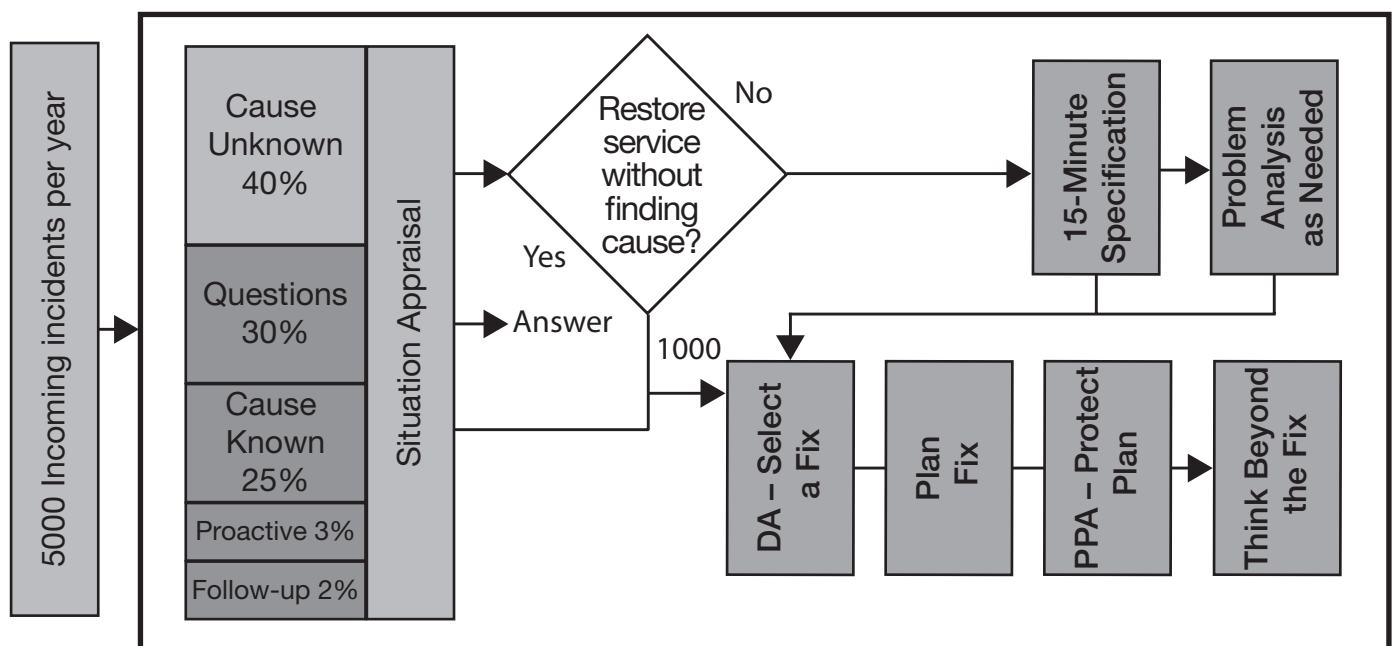 5000 Incoming incidents per year
Cause
Unknown
40%
Questions
30%
Cause
Known
25%
Proactive 3%
Follow-up 2%
Situation Appraisal
Restore
service
without
finding
cause?
No
Yes
Answer
1000
15-Minute
Specification
Problem
Analysis
as Needed
DA – Select
a Fix
Plan
Fix
PPA – Protect
Plan
Think Beyond
the Fix